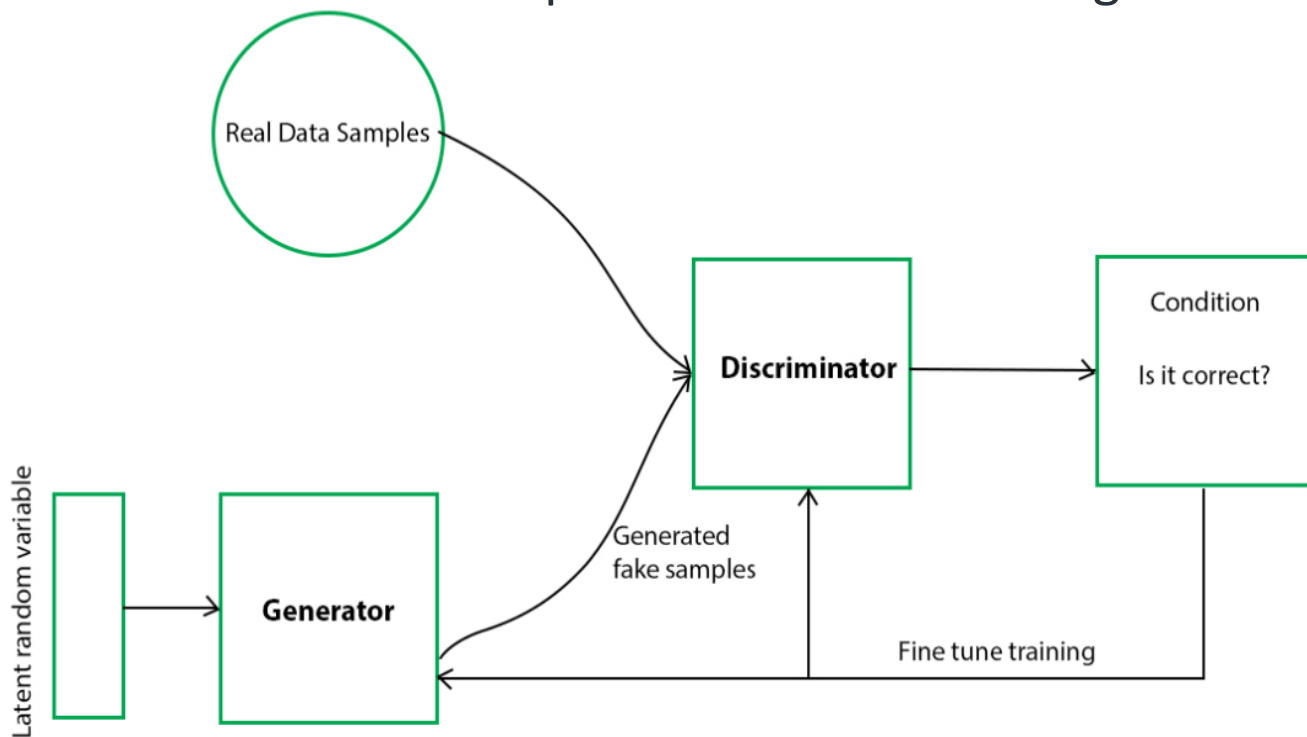 Real Data Samples
Condition
Is it correct?
Discriminator
Latent random variable
Generated
fake samples
Generator
Fine tune training